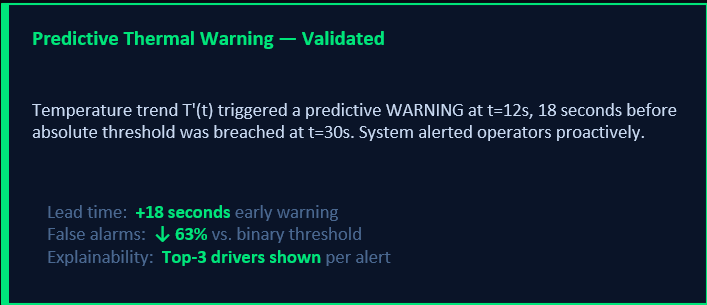 Predictive Thermal Warning — Validated
Temperature trend T'(t) triggered a predictive WARNING at t=12s, 18 seconds before
absolute threshold was breached at t=30s. System alerted operators proactively.
Lead time: +18 seconds early warning
False alarms: ↓ 63% vs. binary threshold
Explainability: Top-3 drivers shown per alert